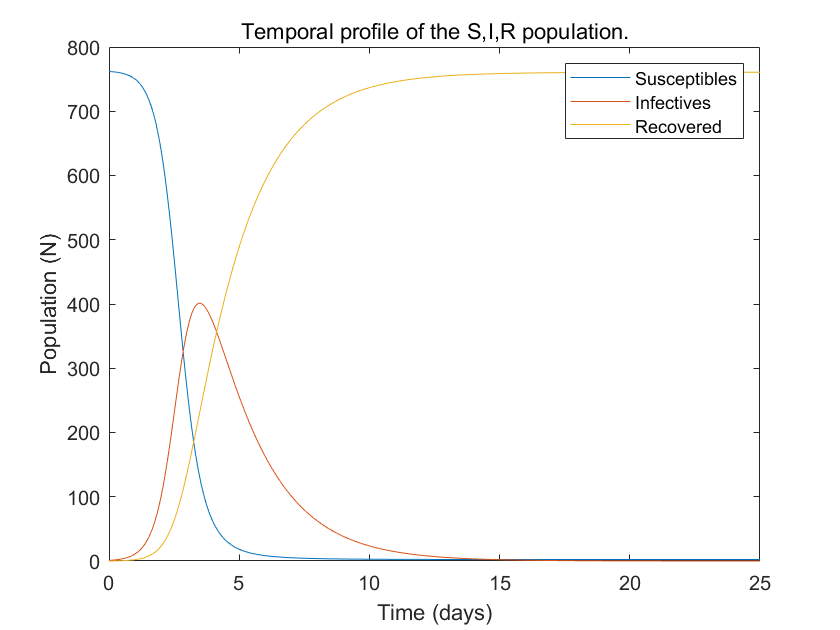 Temporal profile of the S,I,R population.
800
700
600
500
400
300
200
100
0
Population (N)
Susceptibles
Infectives
Recovered
0 5 10 15 20 25
Time (days)